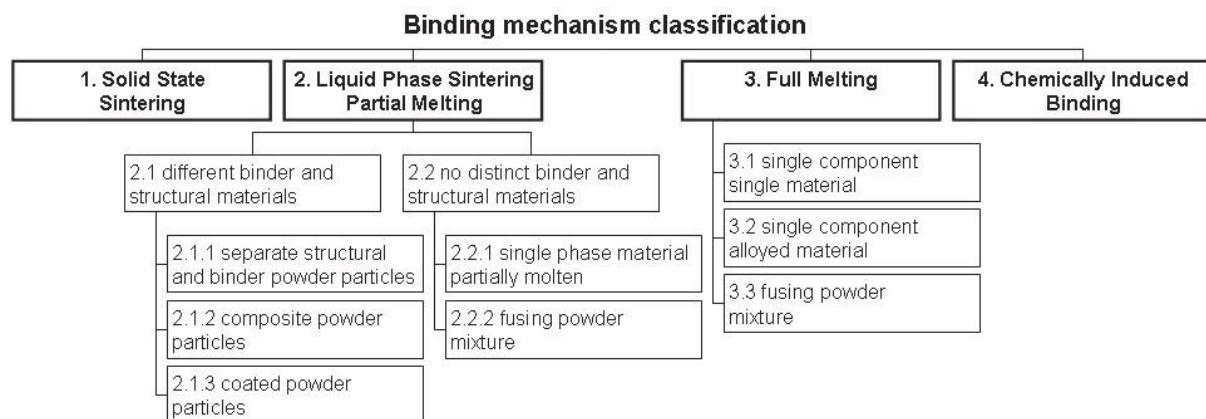 Binding mechanism classification
1. Solid State
Sintering
2. Liquid Phase Sintering
Partial Melting
3. Full Melting
4. Chemically Induced
Binding
2.1 different binder and
structural materials
2.1.1 separate structural
and binder powder particles
2.1.2 composite powder
particles
2.1.3 coated powder
particles
2.2 no distinct binder and
structural materials
2.2.1 single phase material
partially molten
2.2.2 fusing powder
mixture
3.1 single component
single material
3.2 single component
alloyed material
3.3 fusing powder
mixture